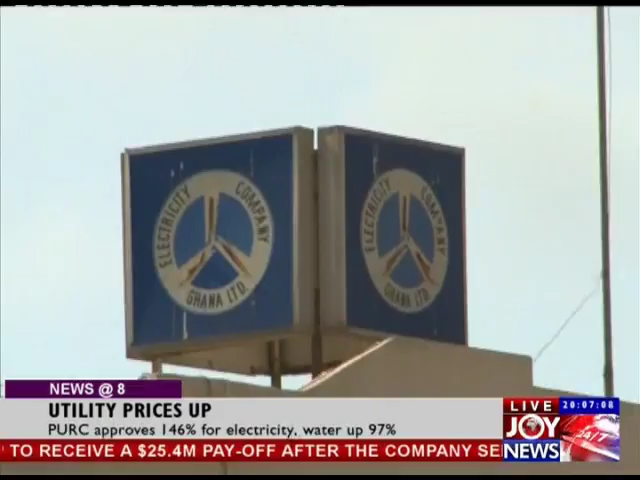 ELECTRICITY COMPANY
GHANA LTD.
ELECTRICITY COMPANY
GHANA LTD.
NEWS @ 8
UTILITY PRICES UP
PURC approves 146% for electricity, water up 97%
LIVE 20:07:08
JOY NEWS
24/7
TO RECEIVE A $25.4M PAY-OFF AFTER THE COMPANY